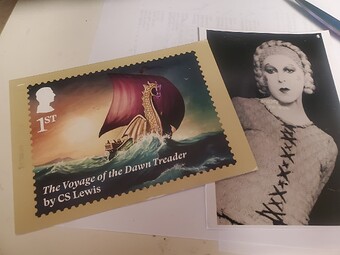 1ST
The Voyage of the Dawn Treader
by CS Lewis